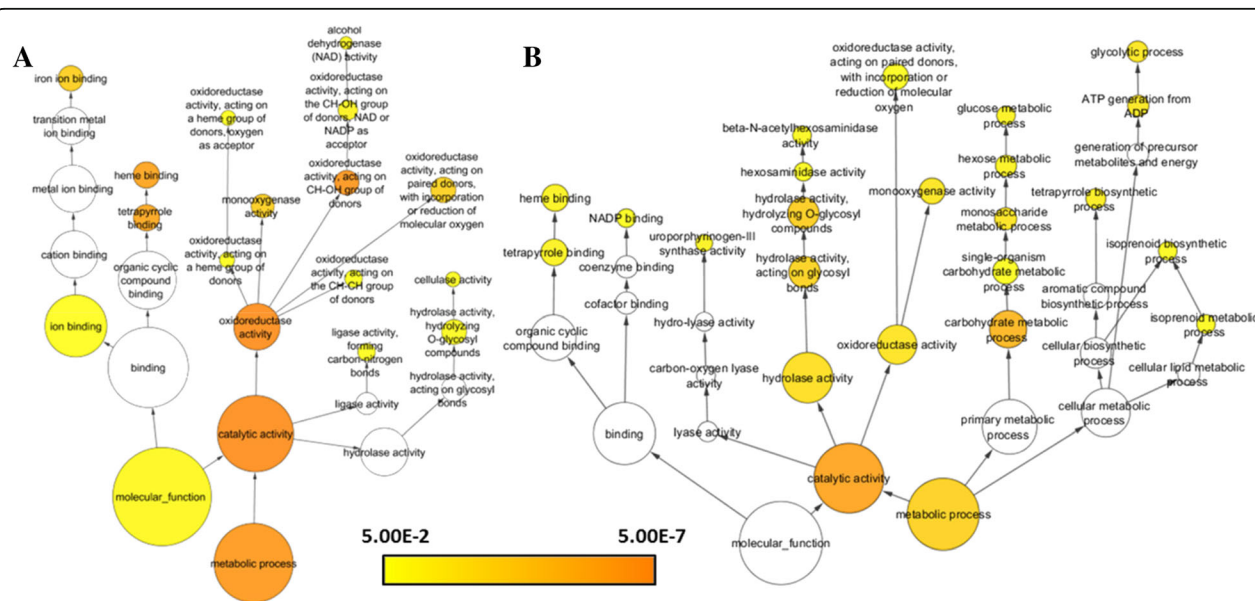 A
iron ion binding
transition metal
ion binding
metal ion binding
cation binding
ion binding
heme binding
tetrapyrrole
binding
organic cyclic
compound
binding
binding
molecular_function
oxidoreductase
activity, acting on
a heme group of
donors, oxygen
as acceptor
monooxygenase
activity
oxidoreductase
activity, acting on
a heme group of
donors
alcohol
dehydrogenase
(NAD) activity
oxidoreductase
activity, acting on
the CH-OH group
of donors, NAD or
NADP as
acceptor
oxidoreductase
activity, acting on
CH-OH group of
donors
oxidoreductase
activity, acting on
paired donors,
with incorporation
or reduction of
molecular oxygen
oxidoreductase
activity, acting on
the CH-CH group
of donors
oxidoreductase
activity
cellulase activity
hydrolase activity,
hydrolyzing
O-glycosyl
compounds
ligase activity,
forming
carbon-nitrogen
bonds
hydrolase activity,
acting on glycosyl
bonds
ligase activity
catalytic activity
hydrolase activity
metabolic process
B
heme binding
tetrapyrrole binding
organic cyclic
compound binding
NADP binding
coenzyme binding
cofactor binding
binding
uroporphyrinogen-III
synthase activity
hydro-lyase activity
carbon-oxygen lyase
activity
lyase activity
beta-N-acetylhexosaminidase
activity
hexosaminidase activity
hydrolase activity,
hydrolyzing O-glycosyl
compounds
hydrolase activity,
acting on glycosyl
bonds
hydrolase activity
oxidoreductase activity,
acting on paired donors,
with incorporation or
reduction of molecular
oxygen
monooxygenase activity
oxidoreductase activity
glucose metabolic
process
hexose metabolic
process
monosaccharide
metabolic process
single-organism
carbohydrate metabolic
process
carbohydrate metabolic
process
primary metabolic
process
glycolytic process
ATP generation from
ADP
generation of precursor
metabolites and energy
tetrapyrrole biosynthetic
process
isoprenoid biosynthetic
process
aromatic compound
biosynthetic process
isoprenoid metabolic
process
cellular biosynthetic
process
cellular lipid metabolic
process
cellular metabolic
process
catalytic activity
metabolic process
molecular_function
5.00E-2
5.00E-7